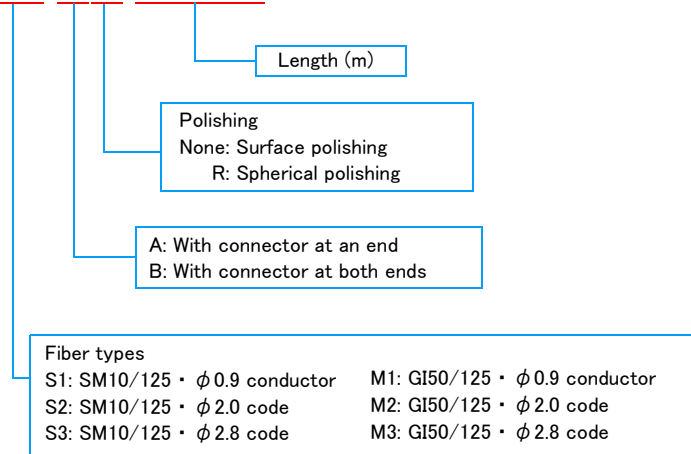 Length (m)
Polishing
None: Surface polishing
R: Spherical polishing
A: With connector at an end
B: With connector at both ends
Fiber types
S1: SM10/125・φ0.9 conductor
S2: SM10/125・φ2.0 code
S3: SM10/125・φ2.8 code
M1: GI50/125・φ0.9 conductor
M2: GI50/125・φ2.0 code
M3: GI50/125・φ2.8 code